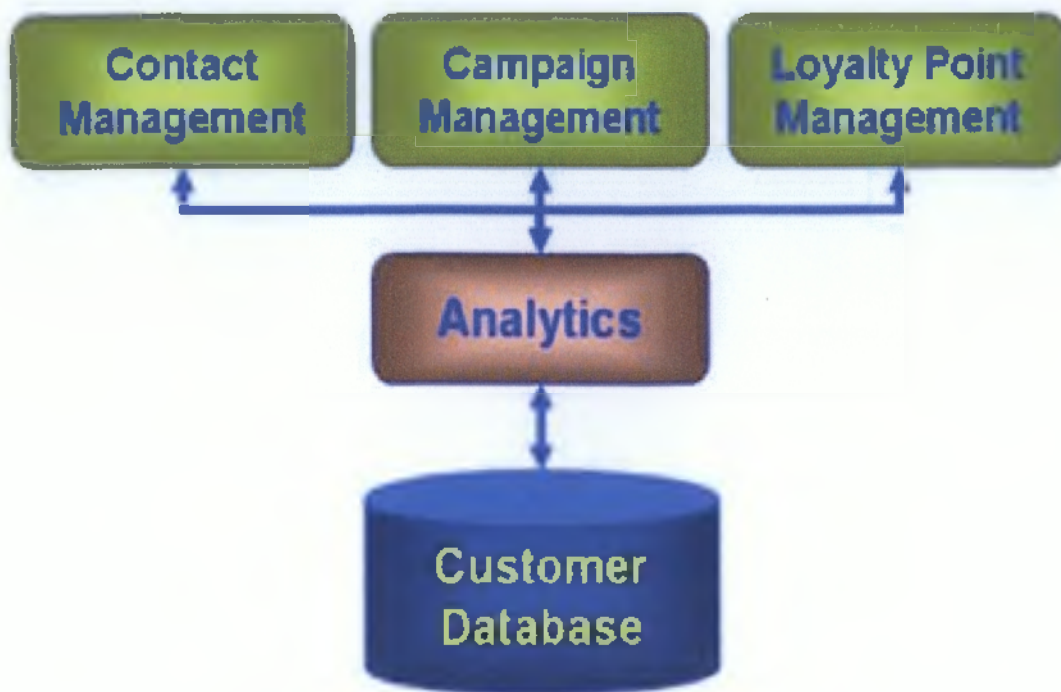 Contact
Management
Campaign
Management
Loyalty Point
Management
Analytics
Customer
Database